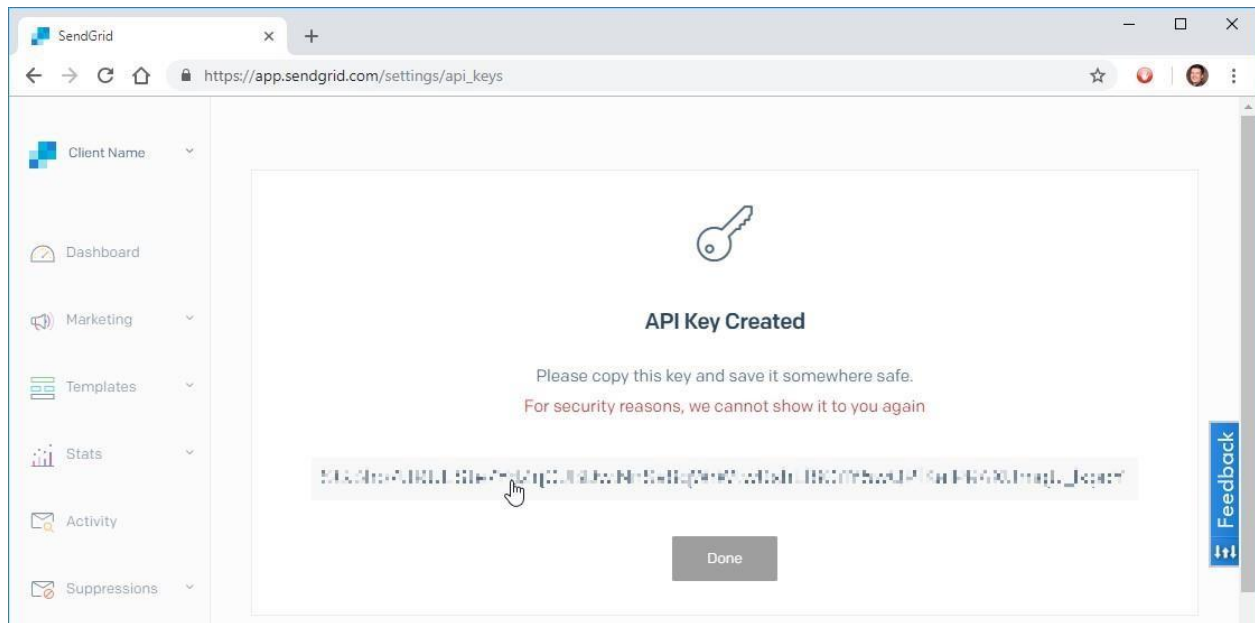 SendGrid
https://app.sendgrid.com/settings/api_keys
Client Name
Dashboard
Marketing
Templates
Stats
Activity
Suppressions
API Key Created
Please copy this key and save it somewhere safe.
For security reasons, we cannot show it to you again
Done
Feedback